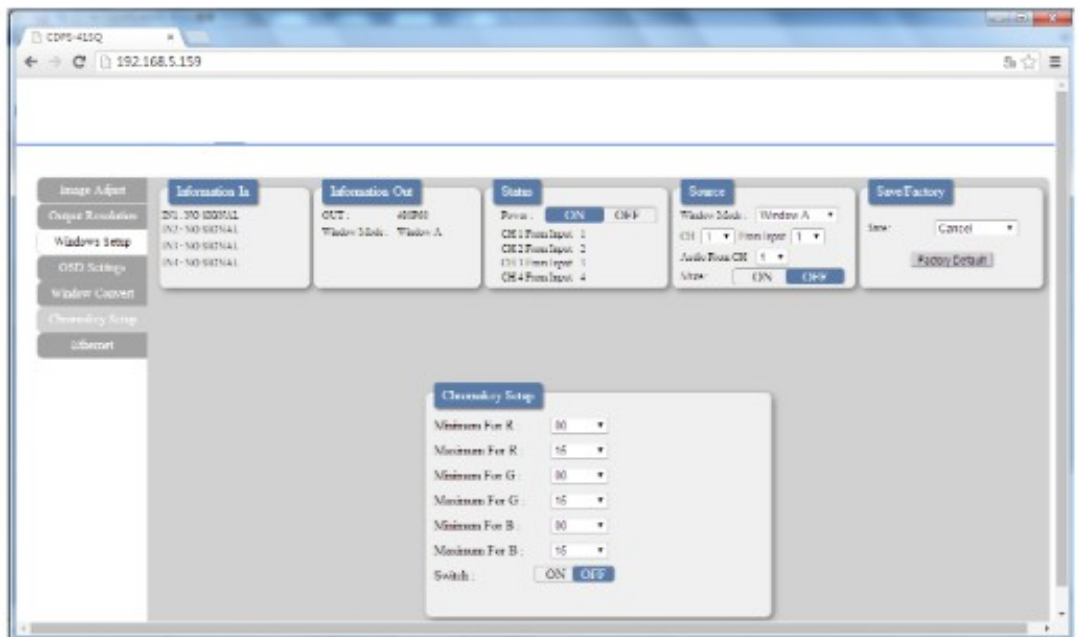 CDPS-41SQ
192.168.5.159
Image Adjust
Output Resolution
Windows Setup
OSD Settings
Window Convert
Chromokey Setup
Ethernet
Information In
IN1 - NO SIGNAL
IN2 - NO SIGNAL
IN3 - NO SIGNAL
IN4 - NO SIGNAL
Information Out
OUT :
Window Mode : Window A
Status
Power : ON OFF
CH 1 From Input 1
CH 2 From Input 2
CH 3 From Input 3
CH 4 From Input 4
Source
Window Mode : Window A
CH 1 From Input 1
Audio From CH 1
Mute: ON OFF
Save/Factory
Save: Cancel
Factory Default
Chromokey Setup
Minimum For R : 00
Maximum For R : 16
Minimum For G : 00
Maximum For G : 16
Minimum For B : 00
Maximum For B : 16
Switch : ON OFF